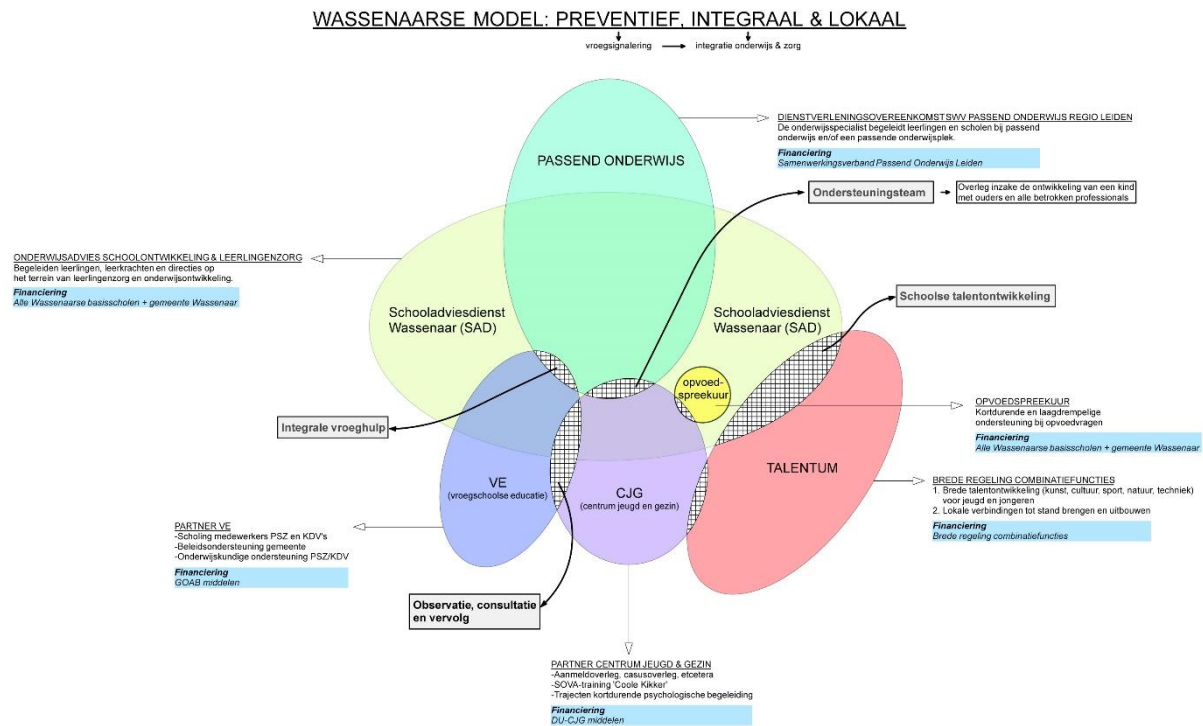 WASSENAARSE MODEL: PREVENTIEF, INTEGRAAL & LOKAAL
vroegsignalering
integratie onderwijs & zorg
DIENSTVERLENINGSOVEREENKOMST SWV PASSEND ONDERWIJS REGIO LEIDEN
De onderwijsspecialist begeleidt leerlingen en scholen bij passend
onderwijs en/of een passende onderwijsplek.
Financiering
Samenwerkingsverband Passend Onderwijs Leiden
PASSEND ONDERWIJS
Ondersteuningsteam
Overleg inzake de ontwikkeling van een kind
met ouders en alle betrokken professionals
ONDERWIJSADVIES SCHOOLONTWIKKELING & LEERLINGENZORG
Begeleiden leerlingen, leerkrachten en directies op
het terrein van leerlingenzorg en onderwijsontwikkeling.
Financiering
Alle Wassenaarse basisscholen + gemeente Wassenaar
Schooladviesdienst
Wassenaar (SAD)
Schooladviesdienst
Wassenaar (SAD)
Schoolse talentontwikkeling
opvoed-
spreekuur
OPVOEDSPREEKUUR
Kortdurende en laagdrempelige
ondersteuning bij opvoedvragen
Financiering
Alle Wassenaarse basisscholen + gemeente Wassenaar
Integrale vroeghulp
VE
(vroegschoolse educatie)
CJG
(centrum jeugd en gezin)
TALENTUM
BREDE REGELING COMBINATIEFUNCTIES
1. Brede talentontwikkeling (kunst, cultuur, sport, natuur, techniek)
voor jeugd en jongeren
2. Lokale verbindingen tot stand brengen en uitbouwen
Financiering
Brede regeling combinatiefuncties
PARTNER VE
-Scholing medewerkers PSZ en KDV's
-Beleidsondersteuning gemeente
-Onderwijskundige ondersteuning PSZ/KDV
Financiering
GOAB middelen
Observatie, consultatie
en vervolg
PARTNER CENTRUM JEUGD & GEZIN
-Aanmeldoverleg, casusoverleg, etcetera
-SOVA-training 'Coole Kikker'
-Trajecten kortdurende psychologische begeleiding
Financiering
DU-CJG middelen